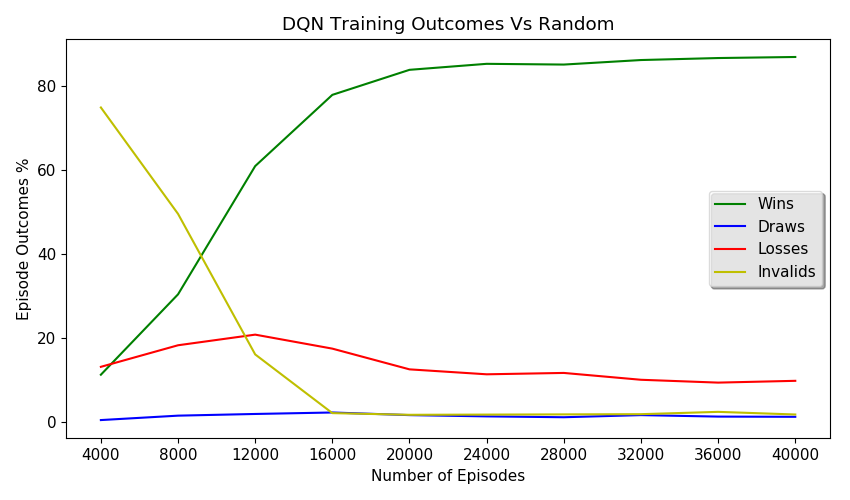 DQN Training Outcomes Vs Random
Episode Outcomes %
80
60
40
20
0
Wins
Draws
Losses
Invalids
4000 8000 12000 16000 20000 24000 28000 32000 36000 40000
Number of Episodes